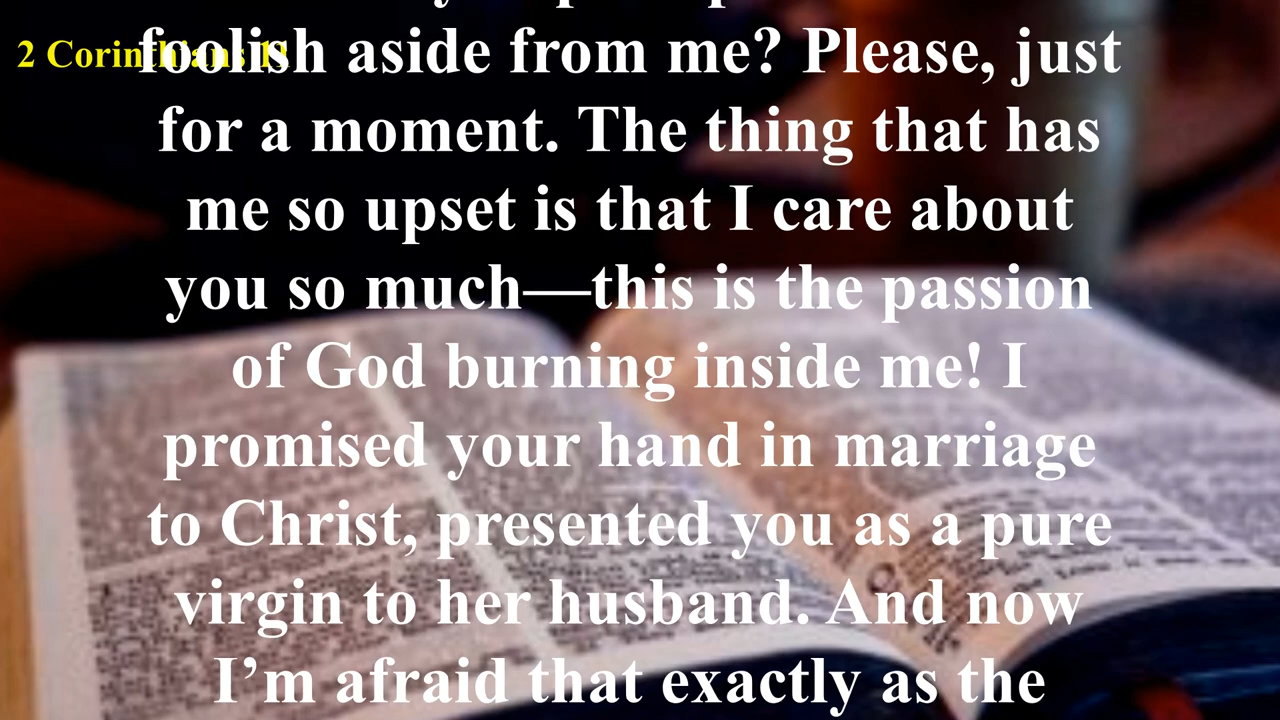 2 Corinthians 11
foolish aside from me? Please, just
for a moment. The thing that has
me so upset is that I care about
you so much—this is the passion
of God burning inside me! I
promised your hand in marriage
to Christ, presented you as a pure
virgin to her husband. And now
I’m afraid that exactly as the